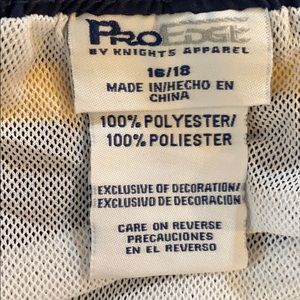 PROEDGE
BY KNIGHTS APPAREL
16/18
MADE IN/HECHO EN
CHINA
100% POLYESTER/
100% POLIESTER
EXCLUSIVE OF DECORATION/
EXCLUSIVO DE DECORACION
CARE ON REVERSE
PRECAUCIONES
EN EL REVERSO